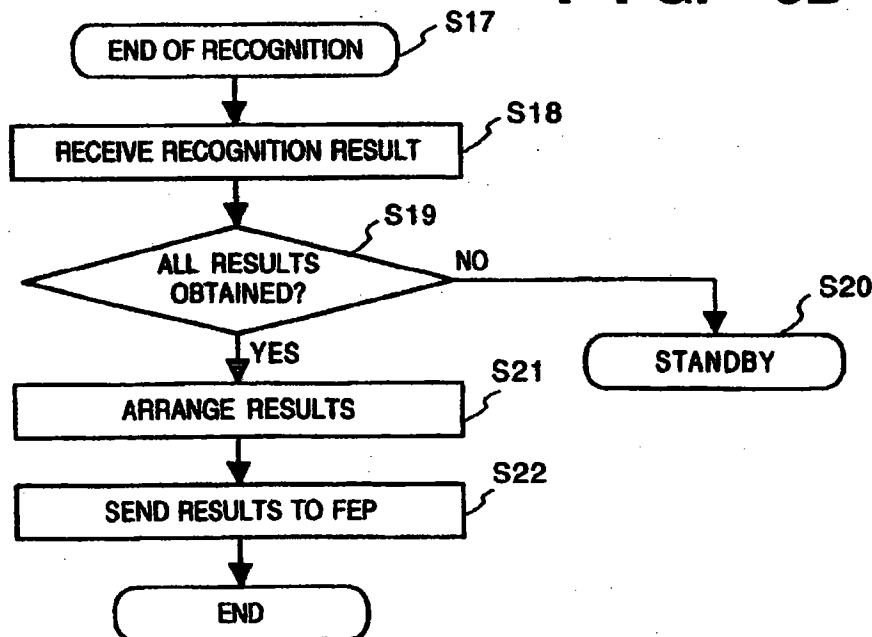 S17
END OF RECOGNITION
S18
RECEIVE RECOGNITION RESULT
S19
ALL RESULTS
OBTAINED?
NO
S20
STANDBY
YES
S21
ARRANGE RESULTS
S22
SEND RESULTS TO FEP
END